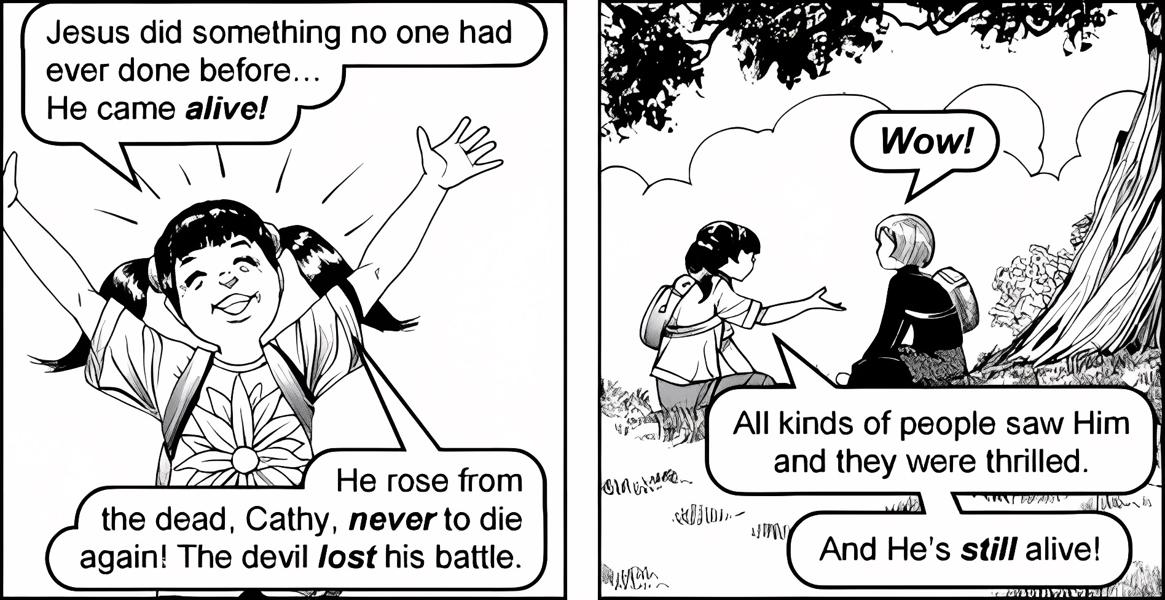 Jesus did something no one had
ever done before...
He came alive!
He rose from
the dead, Cathy, never to die
again! The devil lost his battle.
Wow!
All kinds of people saw Him
and they were thrilled.
And He's still alive!